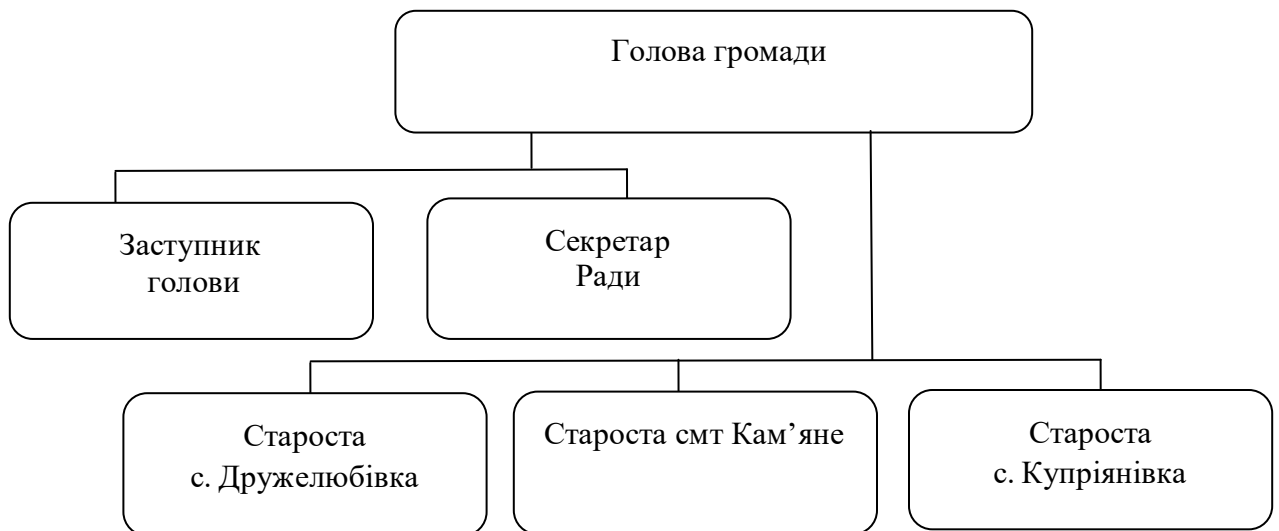 Голова громади
Заступник
голови
Секретар
Ради
Староста
с. Дружелюбівка
Староста смт Кам’яне
Староста
с. Купріянівка